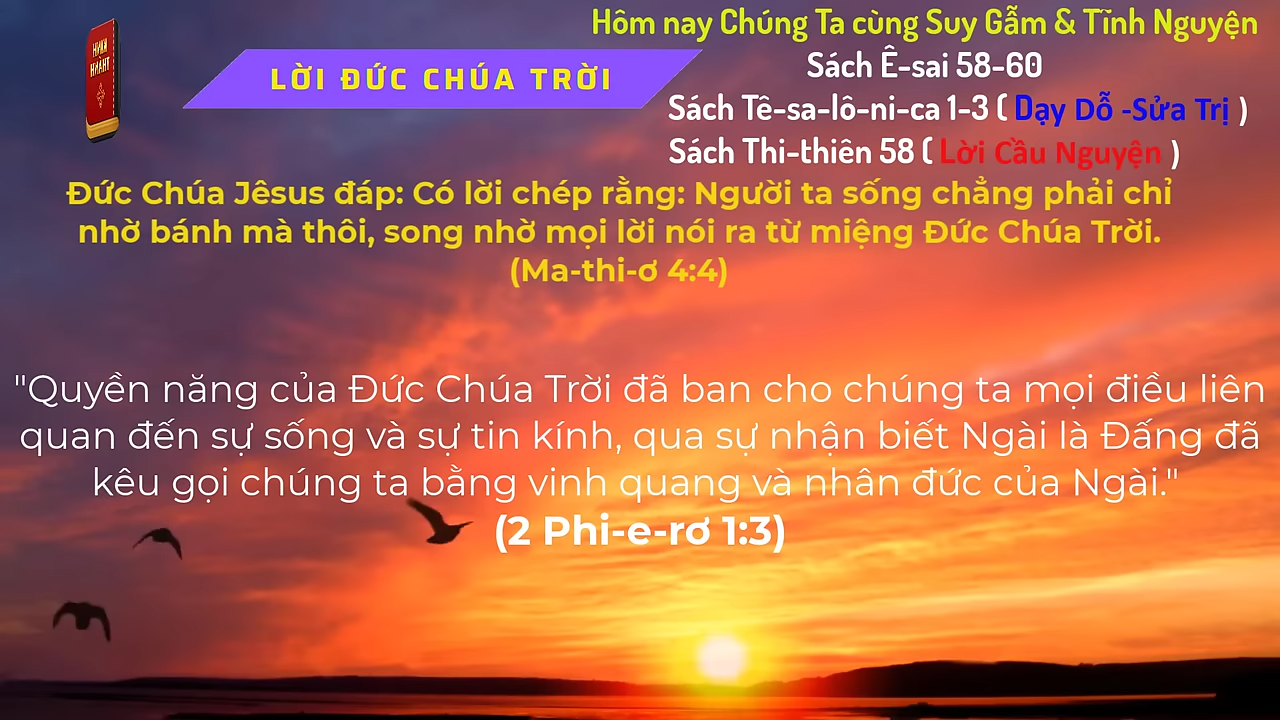 LỜI ĐỨC CHÚA TRỜI
Hôm nay Chúng Ta cùng Suy Gẫm & Tĩnh Nguyện
Sách Ê-sai 58-60
Sách Tê-sa-lô-ni-ca 1-3 ( Dạy Dỗ -Sửa Trị )
Sách Thi-thiên 58 ( Lời Cầu Nguyện )
Đức Chúa Jêsus đáp: Có lời chép rằng: Người ta sống chẳng phải chỉ
nhờ bánh mà thôi, song nhờ mọi lời nói ra từ miệng Đức Chúa Trời.
(Ma-thi-ơ 4:4)
"Quyền năng của Đức Chúa Trời đã ban cho chúng ta mọi điều liên
quan đến sự sống và sự tin kính, qua sự nhận biết Ngài là Đấng đã
kêu gọi chúng ta bằng vinh quang và nhân đức của Ngài."
(2 Phi-e-rơ 1:3)